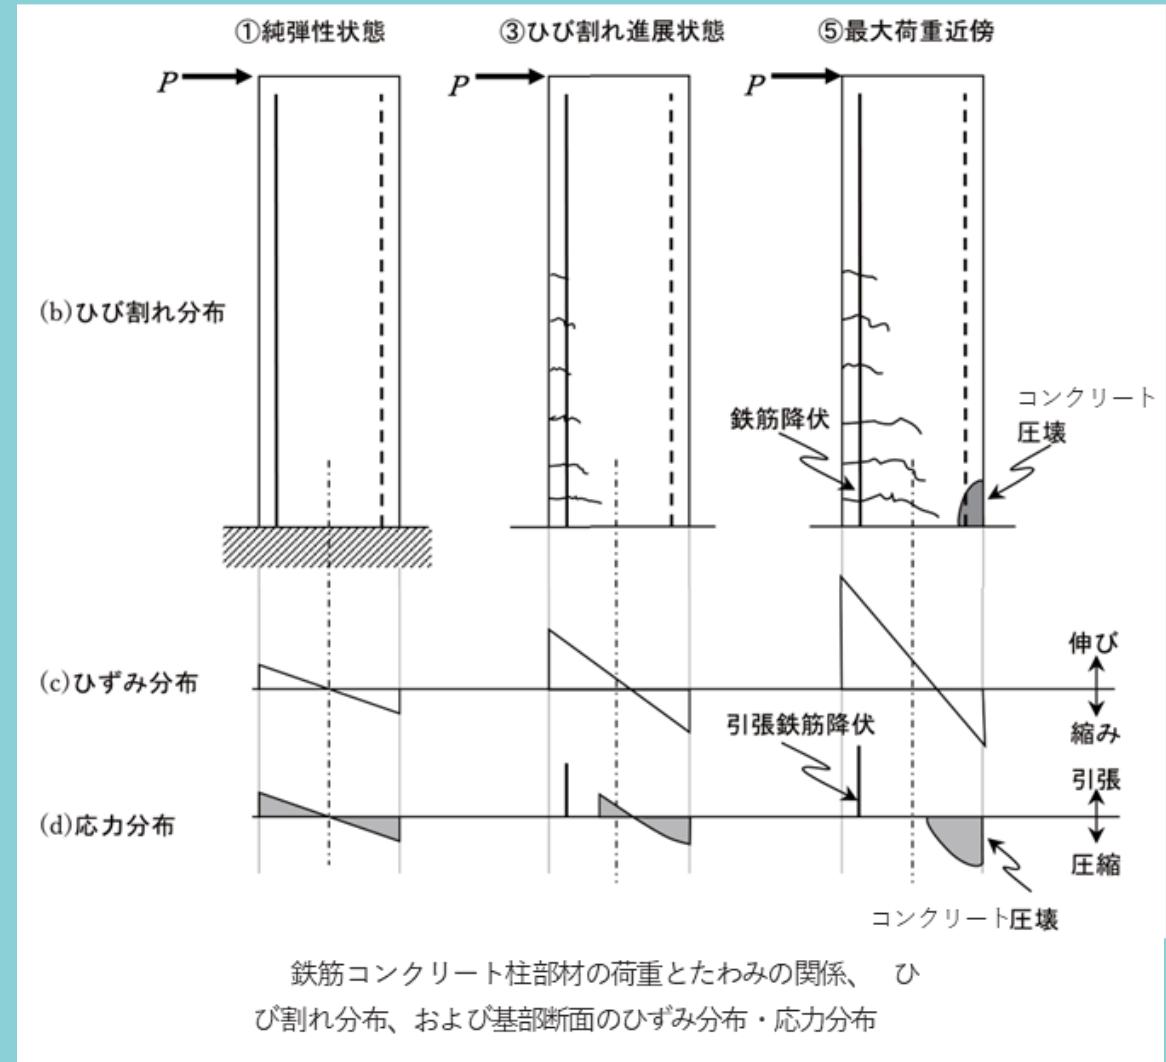 ①純弾性状態 ③ひび割れ進展状態 ⑤最大荷重近傍
P P P
(b)ひび割れ分布
コンクリート
圧壊
鉄筋降伏
伸び
(c)ひずみ分布
縮み
引張鉄筋降伏
引張
(d)応力分布
圧縮
コンクリート圧壊
鉄筋コンクリート柱部材の荷重とたわみの関係、 ひ
び割れ分布、および基部断面のひずみ分布・応力分布